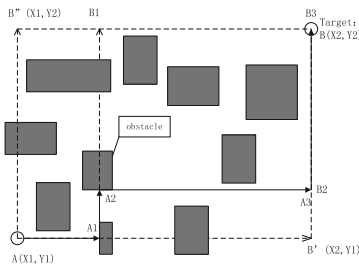 B"(X1,Y2)
B1
B3
Target:
B(X2,Y2)
obstacle
A2
B2
A3
A1
A(X1,Y1)
B'(X2,Y1)